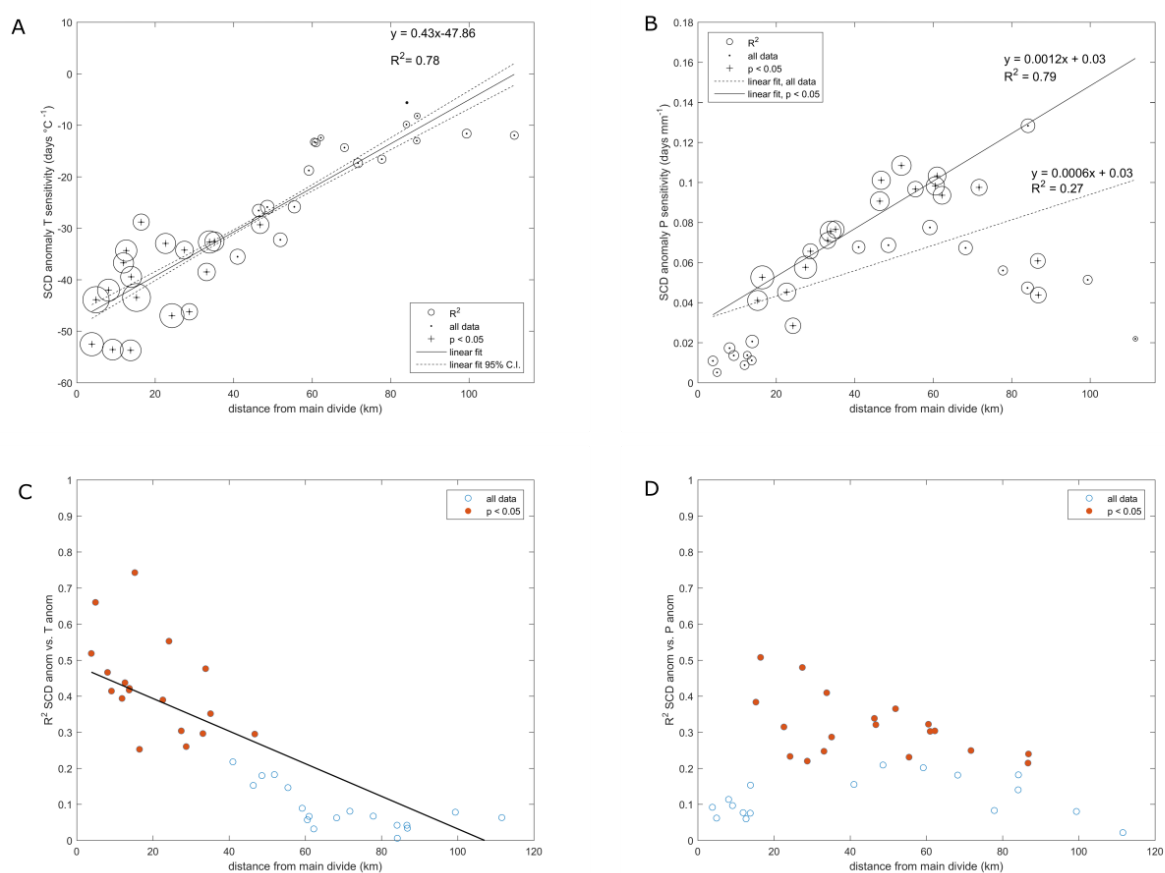 A
y = 0.43x-47.86
R2 = 0.78
SCD anomaly T sensitivity (days °C -1)
10
0
-10
-20
-30
-40
-50
-60
R2
all data
p < 0.05
linear fit
linear fit 95% C.I.
0 20 40 60 80 100
distance from main divide (km)
B
R2
all data
p < 0.05
linear fit, all data
linear fit, p < 0.05
y = 0.0012x + 0.03
R2 = 0.79
y = 0.0006x + 0.03
R2 = 0.27
SCD anomaly P sensitivity (days mm-1)
0.18
0.16
0.14
0.12
0.1
0.08
0.06
0.04
0.02
0
0 20 40 60 80 100
distance from main divide (km)
C
all data
p < 0.05
R2 SCD anom vs. T anom
1
0.9
0.8
0.7
0.6
0.5
0.4
0.3
0.2
0.1
0
0 20 40 60 80 100 120
distance from main divide (km)
D
all data
p < 0.05
R2 SCD anom vs. P anom
1
0.9
0.8
0.7
0.6
0.5
0.4
0.3
0.2
0.1
0
0 20 40 60 80 100 120
distance from main divide (km)